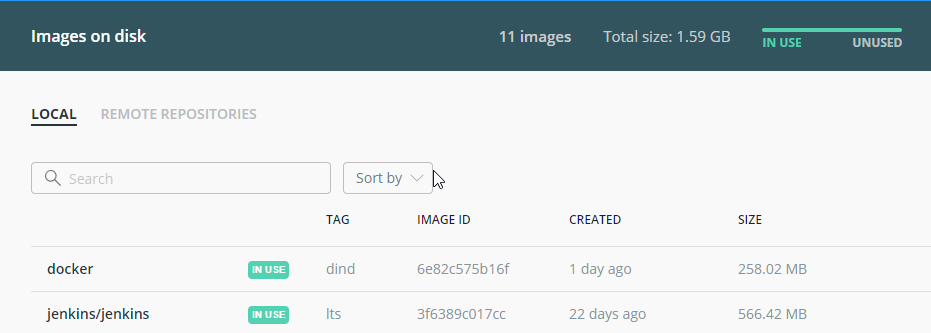 Images on disk 11 images Total size: 1.59 GB IN USE UNUSED
LOCAL REMOTE REPOSITORIES
Search Sort by
TAG IMAGE ID CREATED SIZE
docker IN USE dind 6e82c575b16f 1 day ago 258.02 MB
jenkins/jenkins IN USE lts 3f6389c017cc 22 days ago 566.42 MB